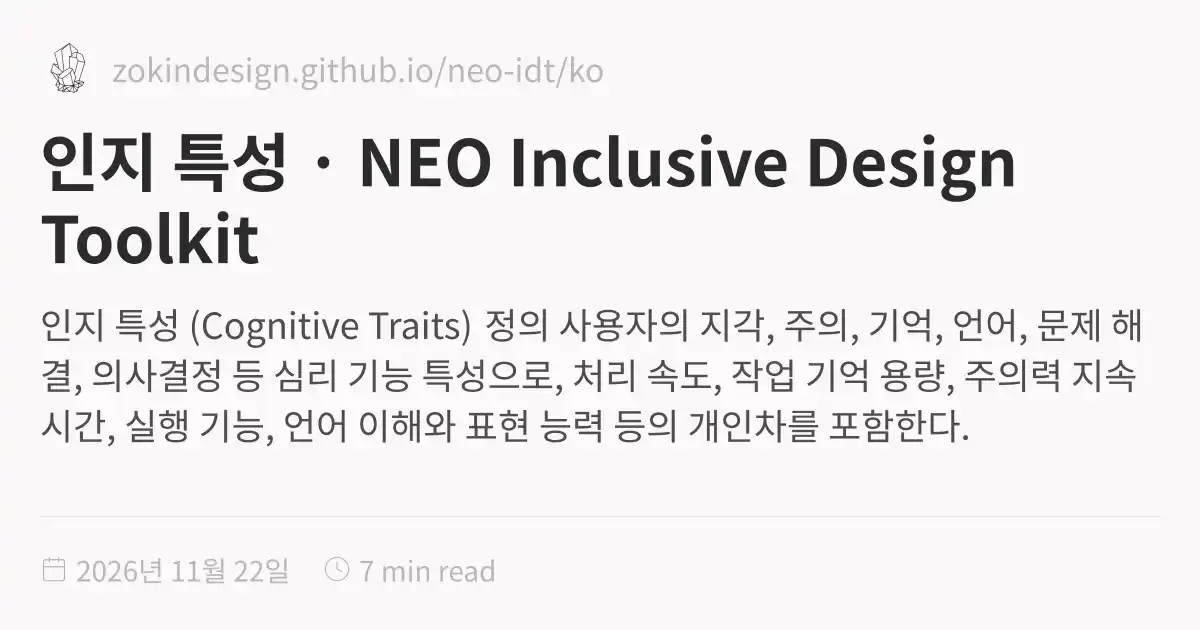 zokindesign.github.io/neo-idt/ko
인지 특성 · NEO Inclusive Design
Toolkit
인지 특성 (Cognitive Traits) 정의 사용자의 지각, 주의, 기억, 언어, 문제 해
결, 의사결정 등 심리 기능 특성으로, 처리 속도, 작업 기억 용량, 주의력 지속
시간, 실행 기능, 언어 이해와 표현 능력 등의 개인차를 포함한다.
2026년 11월 22일 7 min read